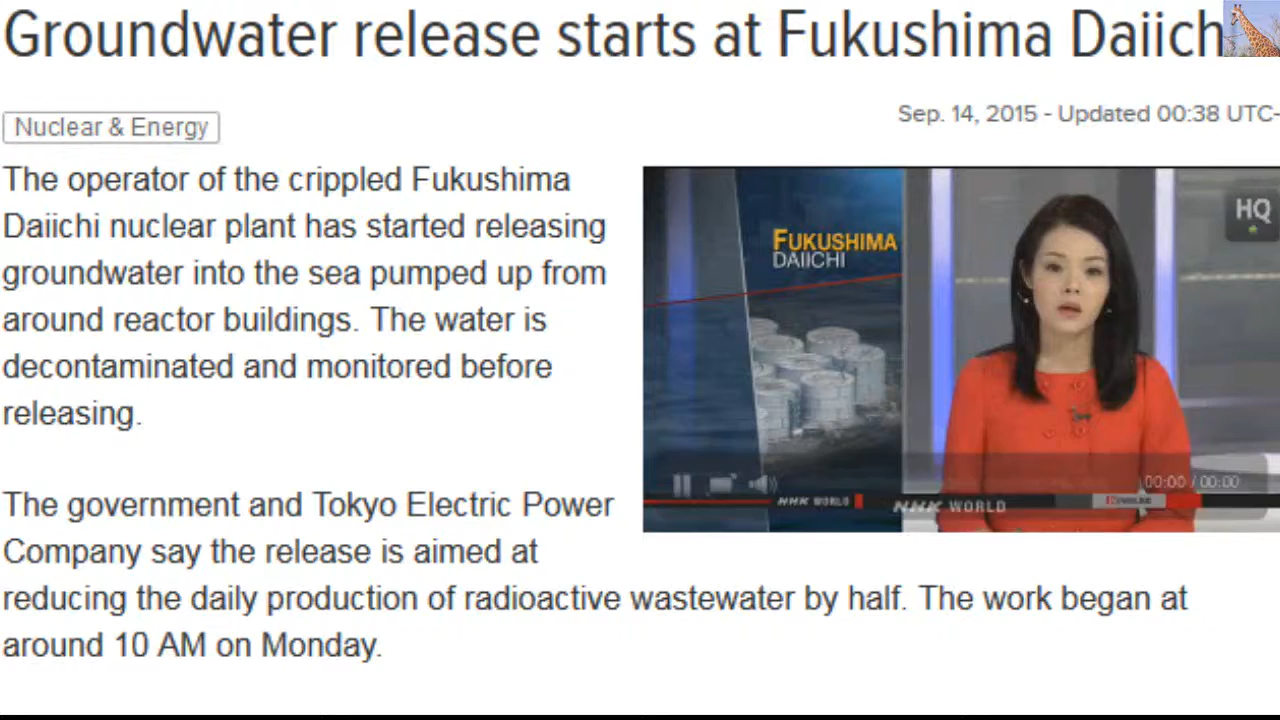 Groundwater release starts at Fukushima Daiich
Nuclear & Energy
Sep. 14, 2015 - Updated 00:38 UTC-
The operator of the crippled Fukushima
Daiichi nuclear plant has started releasing
groundwater into the sea pumped up from
around reactor buildings. The water is
decontaminated and monitored before
releasing.
HQ
FUKUSHIMA
DAIICHI
00:00 / 00:00
NHK WORLD
NHK WORLD
The government and Tokyo Electric Power
Company say the release is aimed at
reducing the daily production of radioactive wastewater by half. The work began at
around 10 AM on Monday.